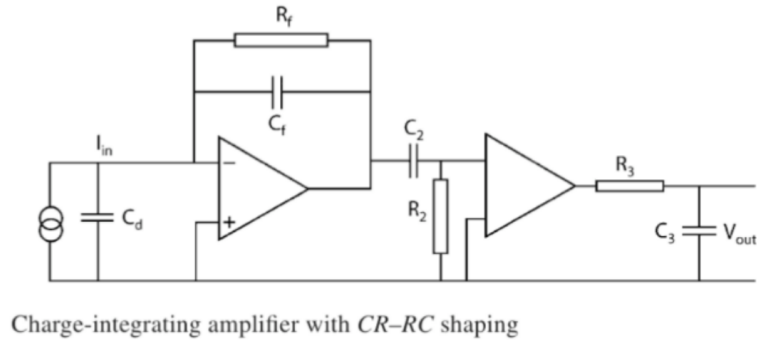 R_f
C_f
I_in
C_2
−
R_3
C_d
+
R_2
C_3
V_out
Charge-integrating amplifier with CR–RC shaping